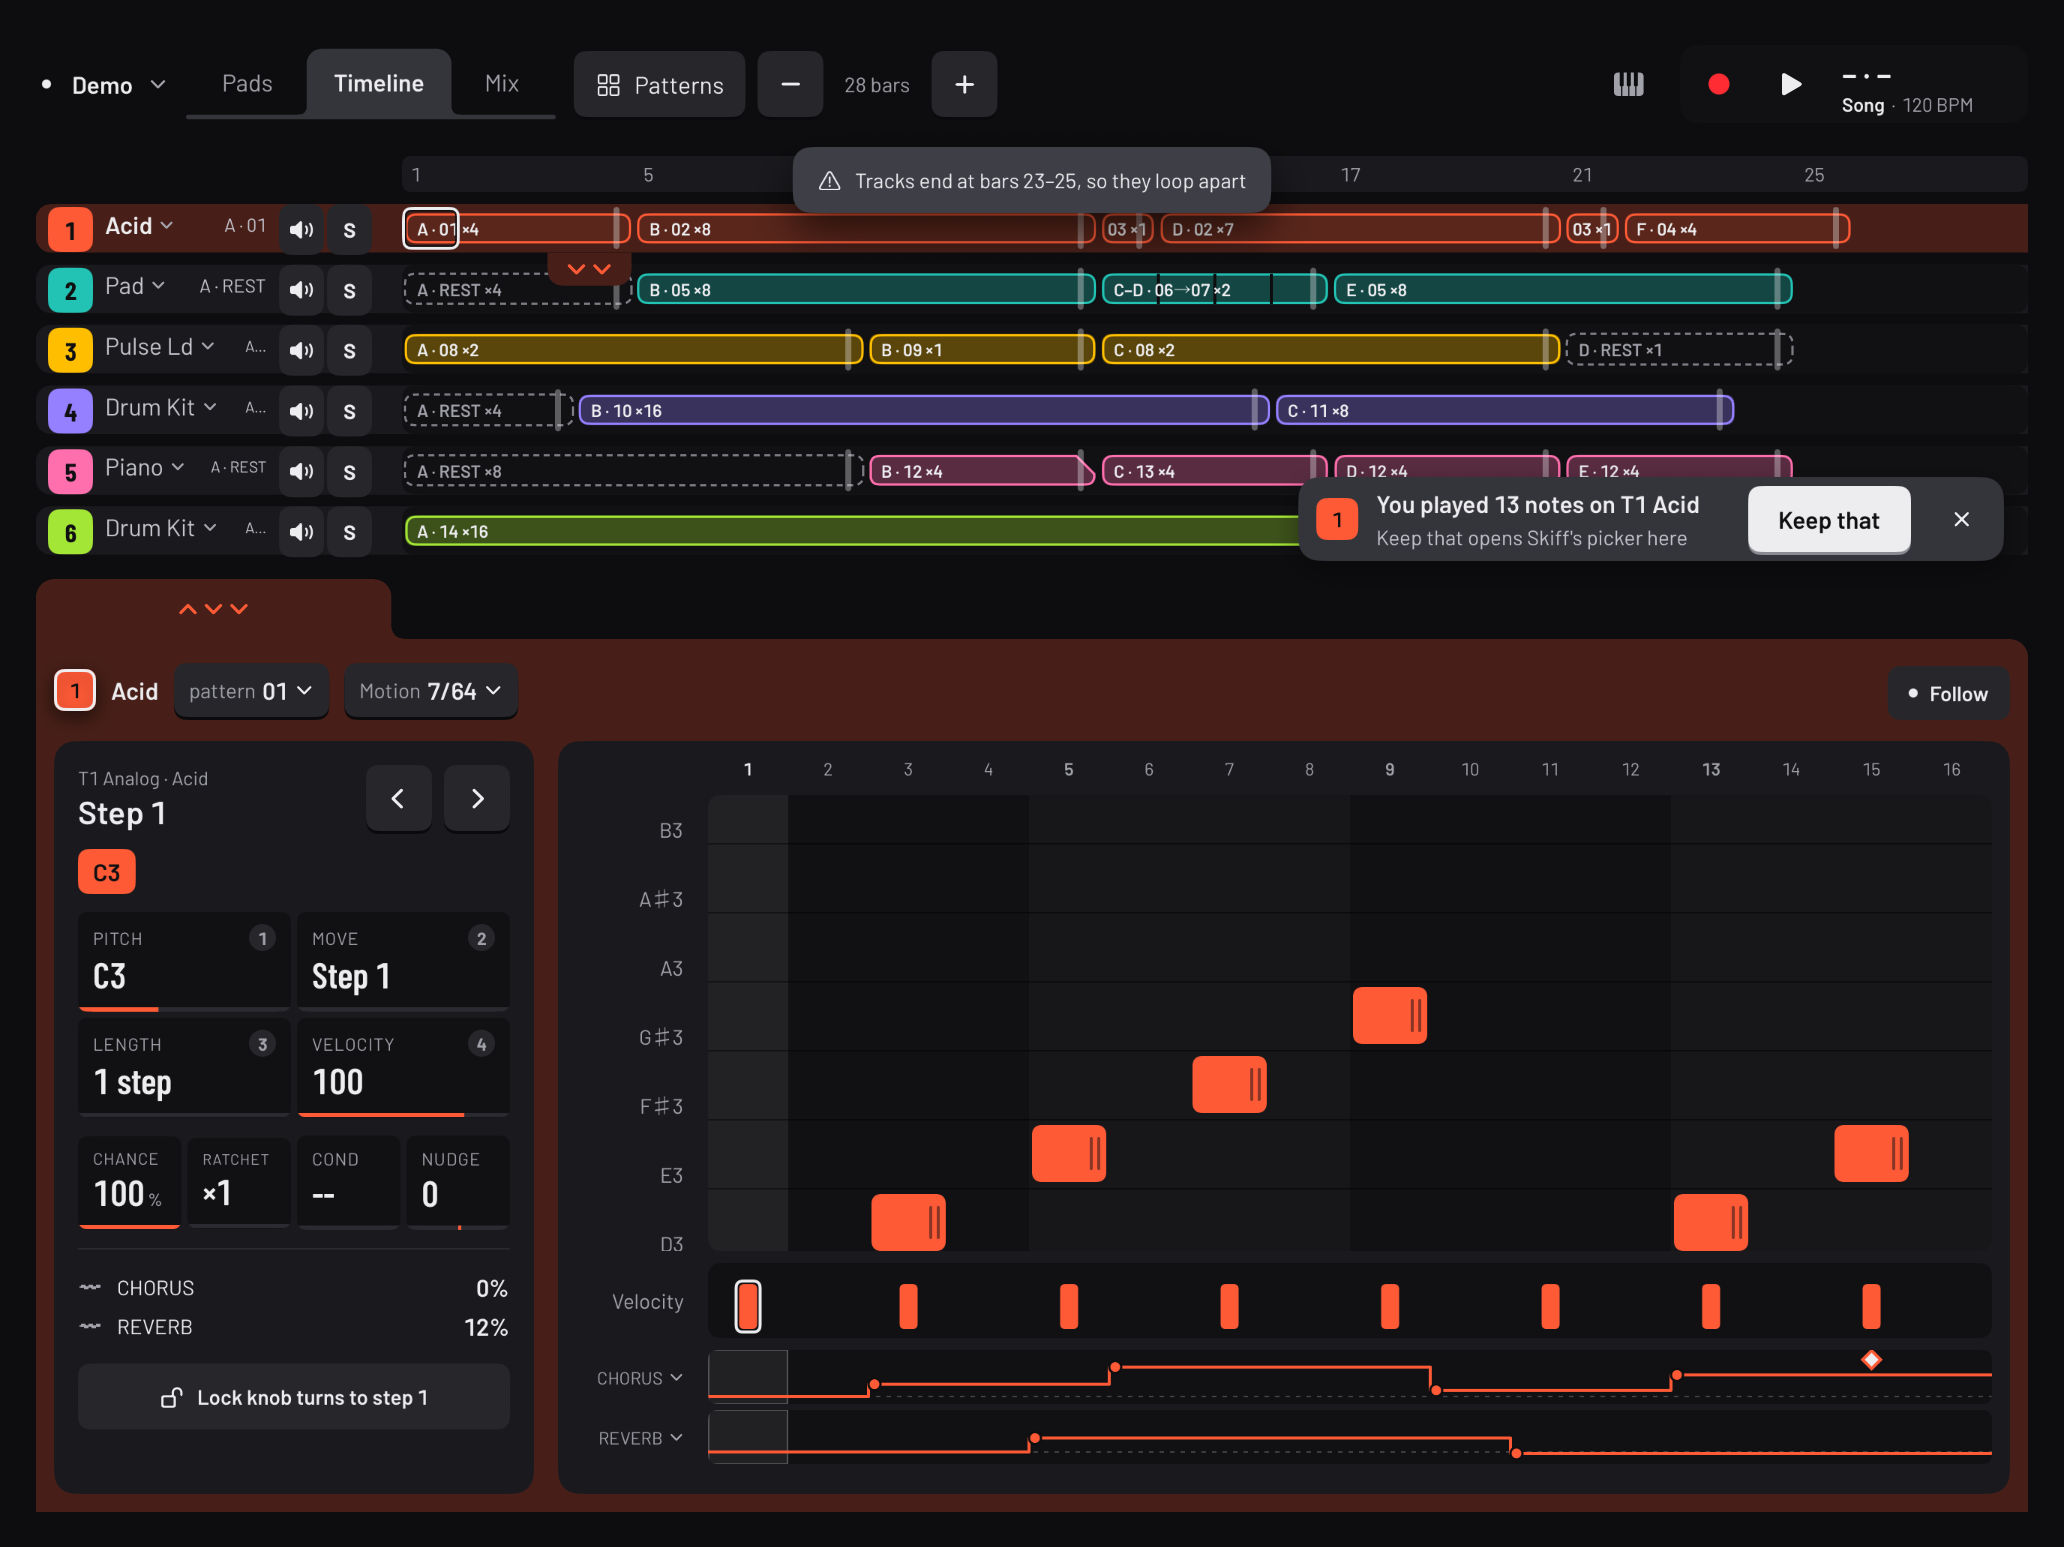 Demo
Pads
Timeline
Mix
Patterns
28 bars
Song · 120 BPM
1
5
17
21
25
Tracks end at bars 23–25, so they loop apart
1 Acid A · 01 S
A · 01 ×4
B · 02 ×8
03 ×1
D · 02 ×7
03 ×1
F · 04 ×4
2 Pad A · REST S
A · REST ×4
B · 05 ×8
C–D · 06→07 ×2
E · 05 ×8
3 Pulse Ld A... S
A · 08 ×2
B · 09 ×1
C · 08 ×2
D · REST ×1
4 Drum Kit A... S
A · REST ×4
B · 10 ×16
C · 11 ×8
5 Piano A · REST S
A · REST ×8
B · 12 ×4
C · 13 ×4
D · 12 ×4
E · 12 ×4
6 Drum Kit A... S
A · 14 ×16
1
You played 13 notes on T1 Acid
Keep that opens Skiff's picker here
Keep that
1 Acid
pattern 01
Motion 7/64
Follow
T1 Analog · Acid
Step 1
C3
PITCH 1
C3
MOVE 2
Step 1
LENGTH 3
1 step
VELOCITY 4
100
CHANCE
100 %
RATCHET
×1
COND
--
NUDGE
0
CHORUS 0%
REVERB 12%
Lock knob turns to step 1
1 2 3 4 5 6 7 8 9 10 11 12 13 14 15 16
B3
A♯3
A3
G♯3
F♯3
E3
D3
Velocity
CHORUS
REVERB